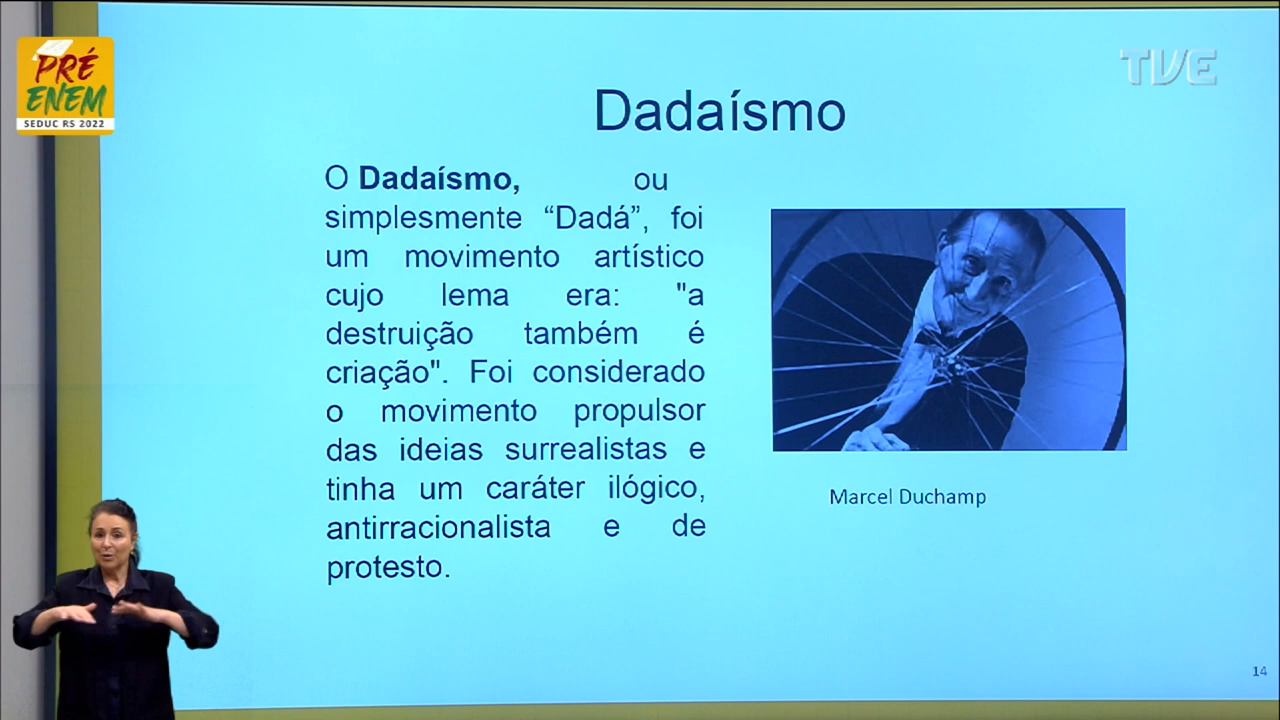 PRÉ
ENEM
SEDUC RS 2022
TVE
Dadaísmo
O Dadaísmo, ou
simplesmente “Dadá”, foi
um movimento artístico
cujo lema era: "a
destruição também é
criação". Foi considerado
o movimento propulsor
das ideias surrealistas e
tinha um caráter ilógico,
antirracionalista e de
protesto.
Marcel Duchamp
14